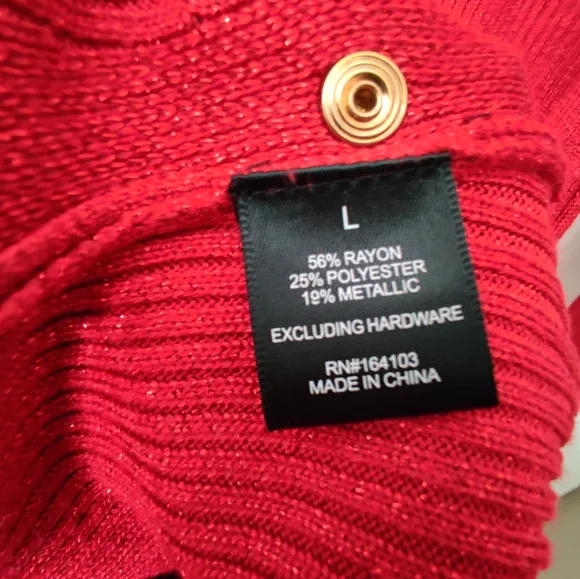 L
56% RAYON
25% POLYESTER
19% METALLIC
EXCLUDING HARDWARE
RN#164103
MADE IN CHINA